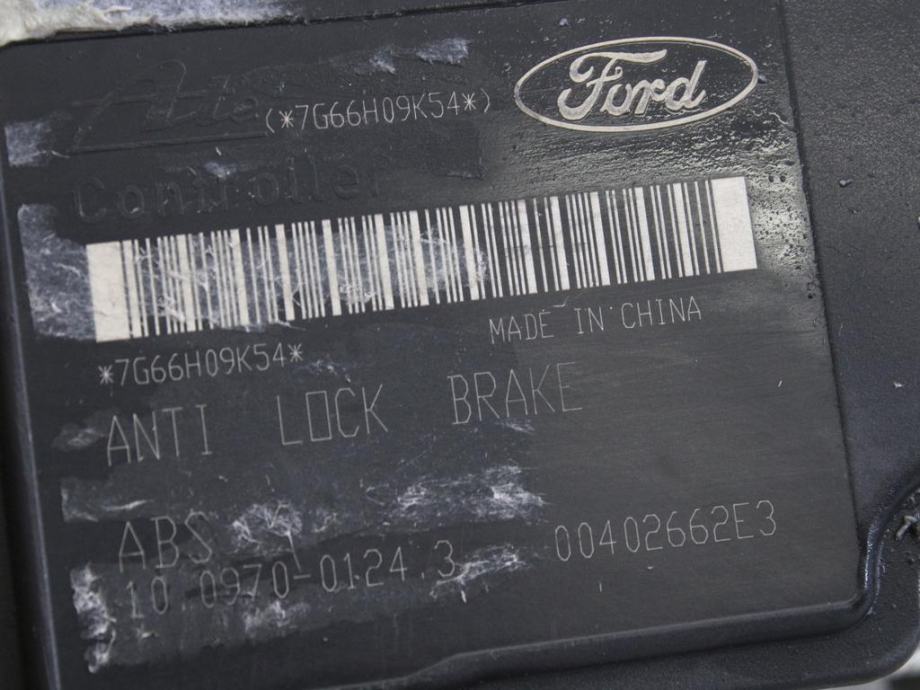 (*7G66H09K54*)
Ford
Controller
MADE IN CHINA
*7G66H09K54*
ANTI LOCK BRAKE
ABS
10.0970-0124.3
00402662E3